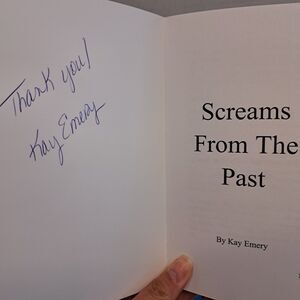 Thank you!
Kay Emery
Screams
From The
Past
By Kay Emery